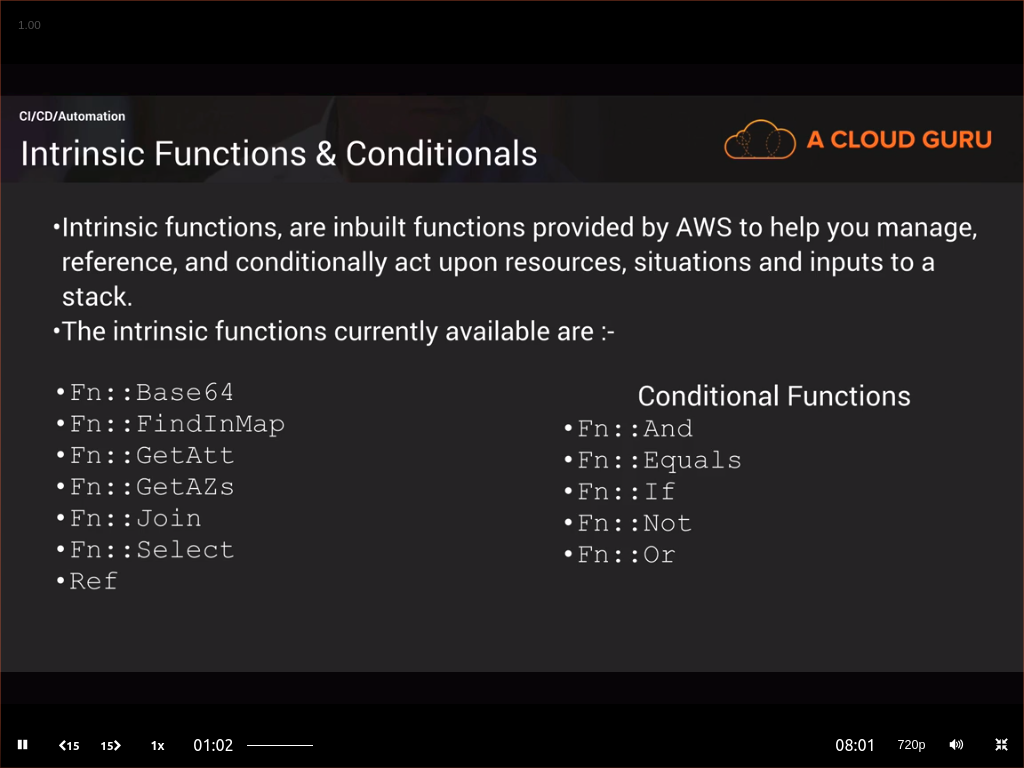 1.00
CI/CD/Automation
Intrinsic Functions & Conditionals
A CLOUD GURU
•Intrinsic functions, are inbuilt functions provided by AWS to help you manage,
reference, and conditionally act upon resources, situations and inputs to a
stack.
•The intrinsic functions currently available are :-
•Fn::Base64
•Fn::FindInMap
•Fn::GetAtt
•Fn::GetAZs
•Fn::Join
•Fn::Select
•Ref
Conditional Functions
•Fn::And
•Fn::Equals
•Fn::If
•Fn::Not
•Fn::Or
15 15 1x 01:02 08:01 720p